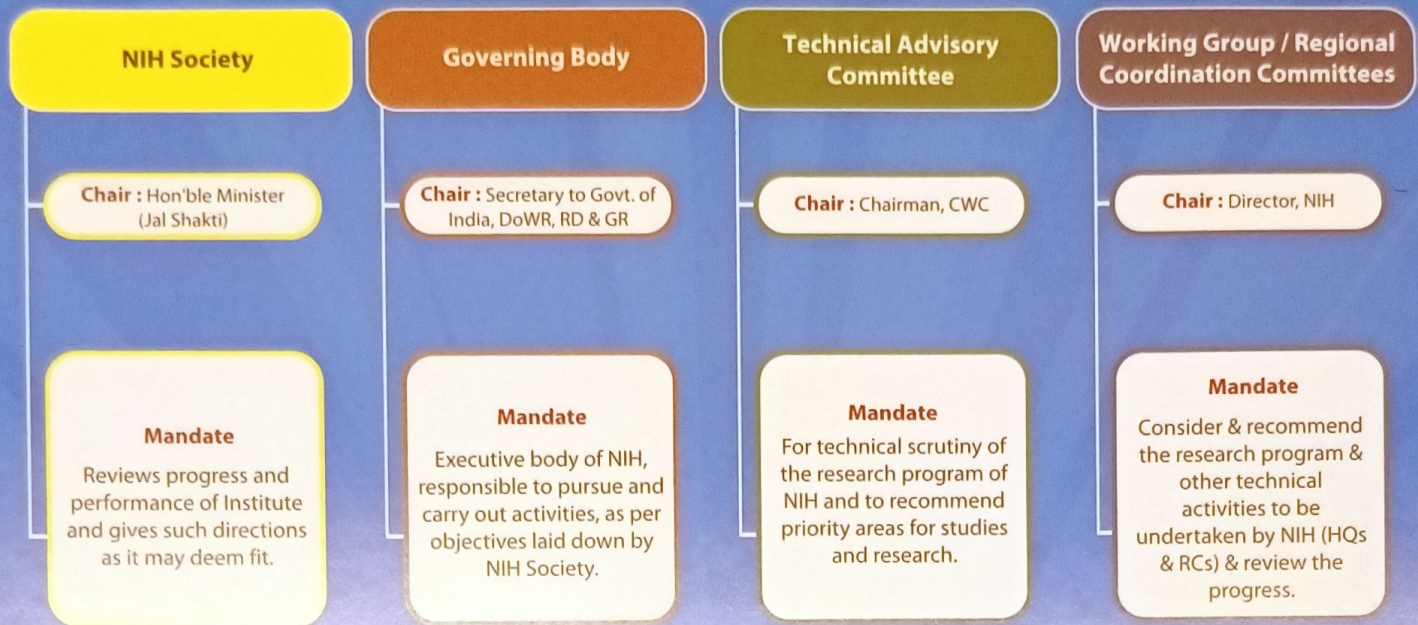 NIH Society
Chair : Hon'ble Minister
(Jal Shakti)
Mandate
Reviews progress and
performance of Institute
and gives such directions
as it may deem fit.
Governing Body
Chair : Secretary to Govt. of
India, DoWR, RD & GR
Mandate
Executive body of NIH,
responsible to pursue and
carry out activities, as per
objectives laid down by
NIH Society.
Technical Advisory
Committee
Chair : Chairman, CWC
Mandate
For technical scrutiny of
the research program of
NIH and to recommend
priority areas for studies
and research.
Working Group / Regional
Coordination Committees
Chair : Director, NIH
Mandate
Consider & recommend
the research program &
other technical
activities to be
undertaken by NIH (HQs
& RCs) & review the
progress.